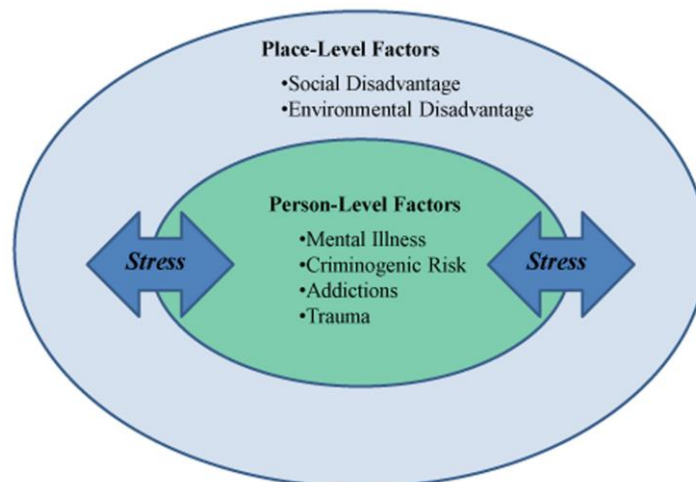 Place-Level Factors
•Social Disadvantage
•Environmental Disadvantage
Person-Level Factors
•Mental Illness
•Criminogenic Risk
•Addictions
•Trauma
Stress
Stress